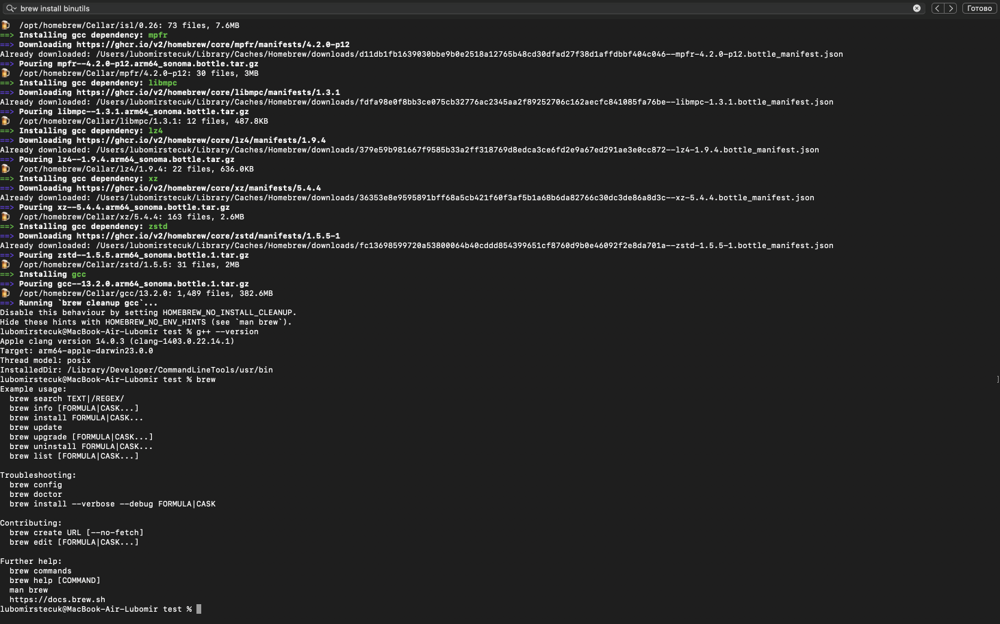 brew install binutils
Готово
/opt/homebrew/Cellar/isl/0.26: 73 files, 7.6MB
==> Installing gcc dependency: mpfr
==> Downloading https://ghcr.io/v2/homebrew/core/mpfr/manifests/4.2.0-p12
Already downloaded: /Users/lubomirstecuk/Library/Caches/Homebrew/downloads/d11db1fb1639030bbe9b0e2518a12765b48cd30dfad27f38d1affdbbf404c046--mpfr-4.2.0-p12.bottle_manifest.json
==> Pouring mpfr--4.2.0-p12.arm64_sonoma.bottle.tar.gz
/opt/homebrew/Cellar/mpfr/4.2.0-p12: 30 files, 3MB
==> Installing gcc dependency: libmpc
==> Downloading https://ghcr.io/v2/homebrew/core/libmpc/manifests/1.3.1
Already downloaded: /Users/lubomirstecuk/Library/Caches/Homebrew/downloads/fdfa98e0f8bb3ce075cb32776ac2345aa2f89252706c162aecfc841085fa76be--libmpc-1.3.1.bottle_manifest.json
==> Pouring libmpc--1.3.1.arm64_sonoma.bottle.tar.gz
/opt/homebrew/Cellar/libmpc/1.3.1: 12 files, 487.8KB
==> Installing gcc dependency: lz4
==> Downloading https://ghcr.io/v2/homebrew/core/lz4/manifests/1.9.4
Already downloaded: /Users/lubomirstecuk/Library/Caches/Homebrew/downloads/379e59b981667f9585b33a2ff318769d8edca3ce6fd2e9a67ed291ae3e0cc872--lz4-1.9.4.bottle_manifest.json
==> Pouring lz4--1.9.4.arm64_sonoma.bottle.tar.gz
/opt/homebrew/Cellar/lz4/1.9.4: 22 files, 636.0KB
==> Installing gcc dependency: xz
==> Downloading https://ghcr.io/v2/homebrew/core/xz/manifests/5.4.4
Already downloaded: /Users/lubomirstecuk/Library/Caches/Homebrew/downloads/36353e8e9595891bff68a5cb421f60f3af5b1a68b6da82766c30dc3de86a8d3c--xz-5.4.4.bottle_manifest.json
==> Pouring xz--5.4.4.arm64_sonoma.bottle.tar.gz
/opt/homebrew/Cellar/xz/5.4.4: 163 files, 2.6MB
==> Installing gcc dependency: zstd
==> Downloading https://ghcr.io/v2/homebrew/core/zstd/manifests/1.5.5-1
Already downloaded: /Users/lubomirstecuk/Library/Caches/Homebrew/downloads/fc13698599720a53800064b40cddd854399651cf8760d9b0e46092f2e8da701a--zstd-1.5.5-1.bottle_manifest.json
==> Pouring zstd--1.5.5.arm64_sonoma.bottle.1.tar.gz
/opt/homebrew/Cellar/zstd/1.5.5: 31 files, 2MB
==> Installing gcc
==> Pouring gcc--13.2.0.arm64_sonoma.bottle.1.tar.gz
/opt/homebrew/Cellar/gcc/13.2.0: 1,489 files, 382.6MB
==> Running `brew cleanup gcc`...
Disable this behaviour by setting HOMEBREW_NO_INSTALL_CLEANUP.
Hide these hints with HOMEBREW_NO_ENV_HINTS (see `man brew`).
lubomirstecuk@MacBook-Air-Lubomir test % g++ --version
Apple clang version 14.0.3 (clang-1403.0.22.14.1)
Target: arm64-apple-darwin23.0.0
Thread model: posix
InstalledDir: /Library/Developer/CommandLineTools/usr/bin
lubomirstecuk@MacBook-Air-Lubomir test % brew
Example usage:
brew search TEXT|/REGEX/
brew info [FORMULA|CASK...]
brew install FORMULA|CASK...
brew update
brew upgrade [FORMULA|CASK...]
brew uninstall FORMULA|CASK...
brew list [FORMULA|CASK...]
Troubleshooting:
brew config
brew doctor
brew install --verbose --debug FORMULA|CASK
Contributing:
brew create URL [--no-fetch]
brew edit [FORMULA|CASK...]
Further help:
brew commands
brew help [COMMAND]
man brew
https://docs.brew.sh
lubomirstecuk@MacBook-Air-Lubomir test %